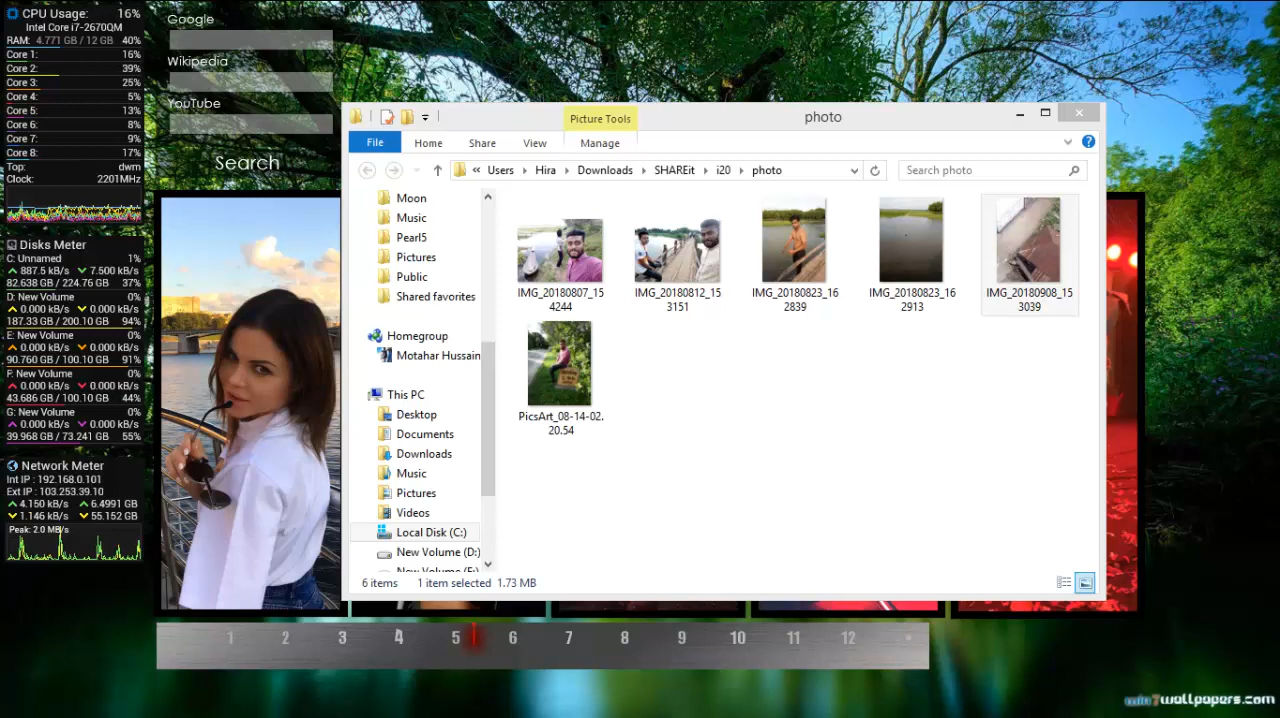 CPU Usage: 16%
Intel Core i7-2670QM
RAM: 4.771 GB / 12 GB 40%
Core 1: 16%
Core 2: 39%
Core 3: 25%
Core 4: 5%
Core 5: 13%
Core 6: 8%
Core 7: 9%
Core 8: 17%
Top: dwm
Clock: 2201MHz
Disks Meter
C: Unnamed 1%
887.5 kB/s 7.500 kB/s
82.638 GB / 224.76 GB 37%
D: New Volume 0%
0.000 kB/s 0.000 kB/s
187.33 GB / 200.10 GB 94%
E: New Volume 0%
0.000 kB/s 0.000 kB/s
90.760 GB / 100.10 GB 91%
F: New Volume 0%
0.000 kB/s 0.000 kB/s
43.686 GB / 100.10 GB 44%
G: New Volume 0%
0.000 kB/s 0.000 kB/s
39.968 GB / 73.241 GB 55%
Network Meter
Int IP : 192.168.0.101
Ext IP : 103.253.39.10
4.150 kB/s 6.4991 GB
1.146 kB/s 55.152 GB
Peak: 2.0 MB/s
Google
Wikipedia
YouTube
Search
Picture Tools
photo
File Home Share View Manage
« Users Hira Downloads SHAREit i20 photo
Search photo
Moon
Music
Pearl5
Pictures
Public
Shared favorites
Homegroup
Motahar Hussain
This PC
Desktop
Documents
Downloads
Music
Pictures
Videos
Local Disk (C:)
New Volume (D:)
IMG_20180807_15
4244
IMG_20180812_15
3151
IMG_20180823_16
2839
IMG_20180823_16
2913
IMG_20180908_15
3039
PicsArt_08-14-02.
20.54
6 items 1 item selected 1.73 MB
1 2 3 4 5 6 7 8 9 10 11 12
win7wallpapers.com